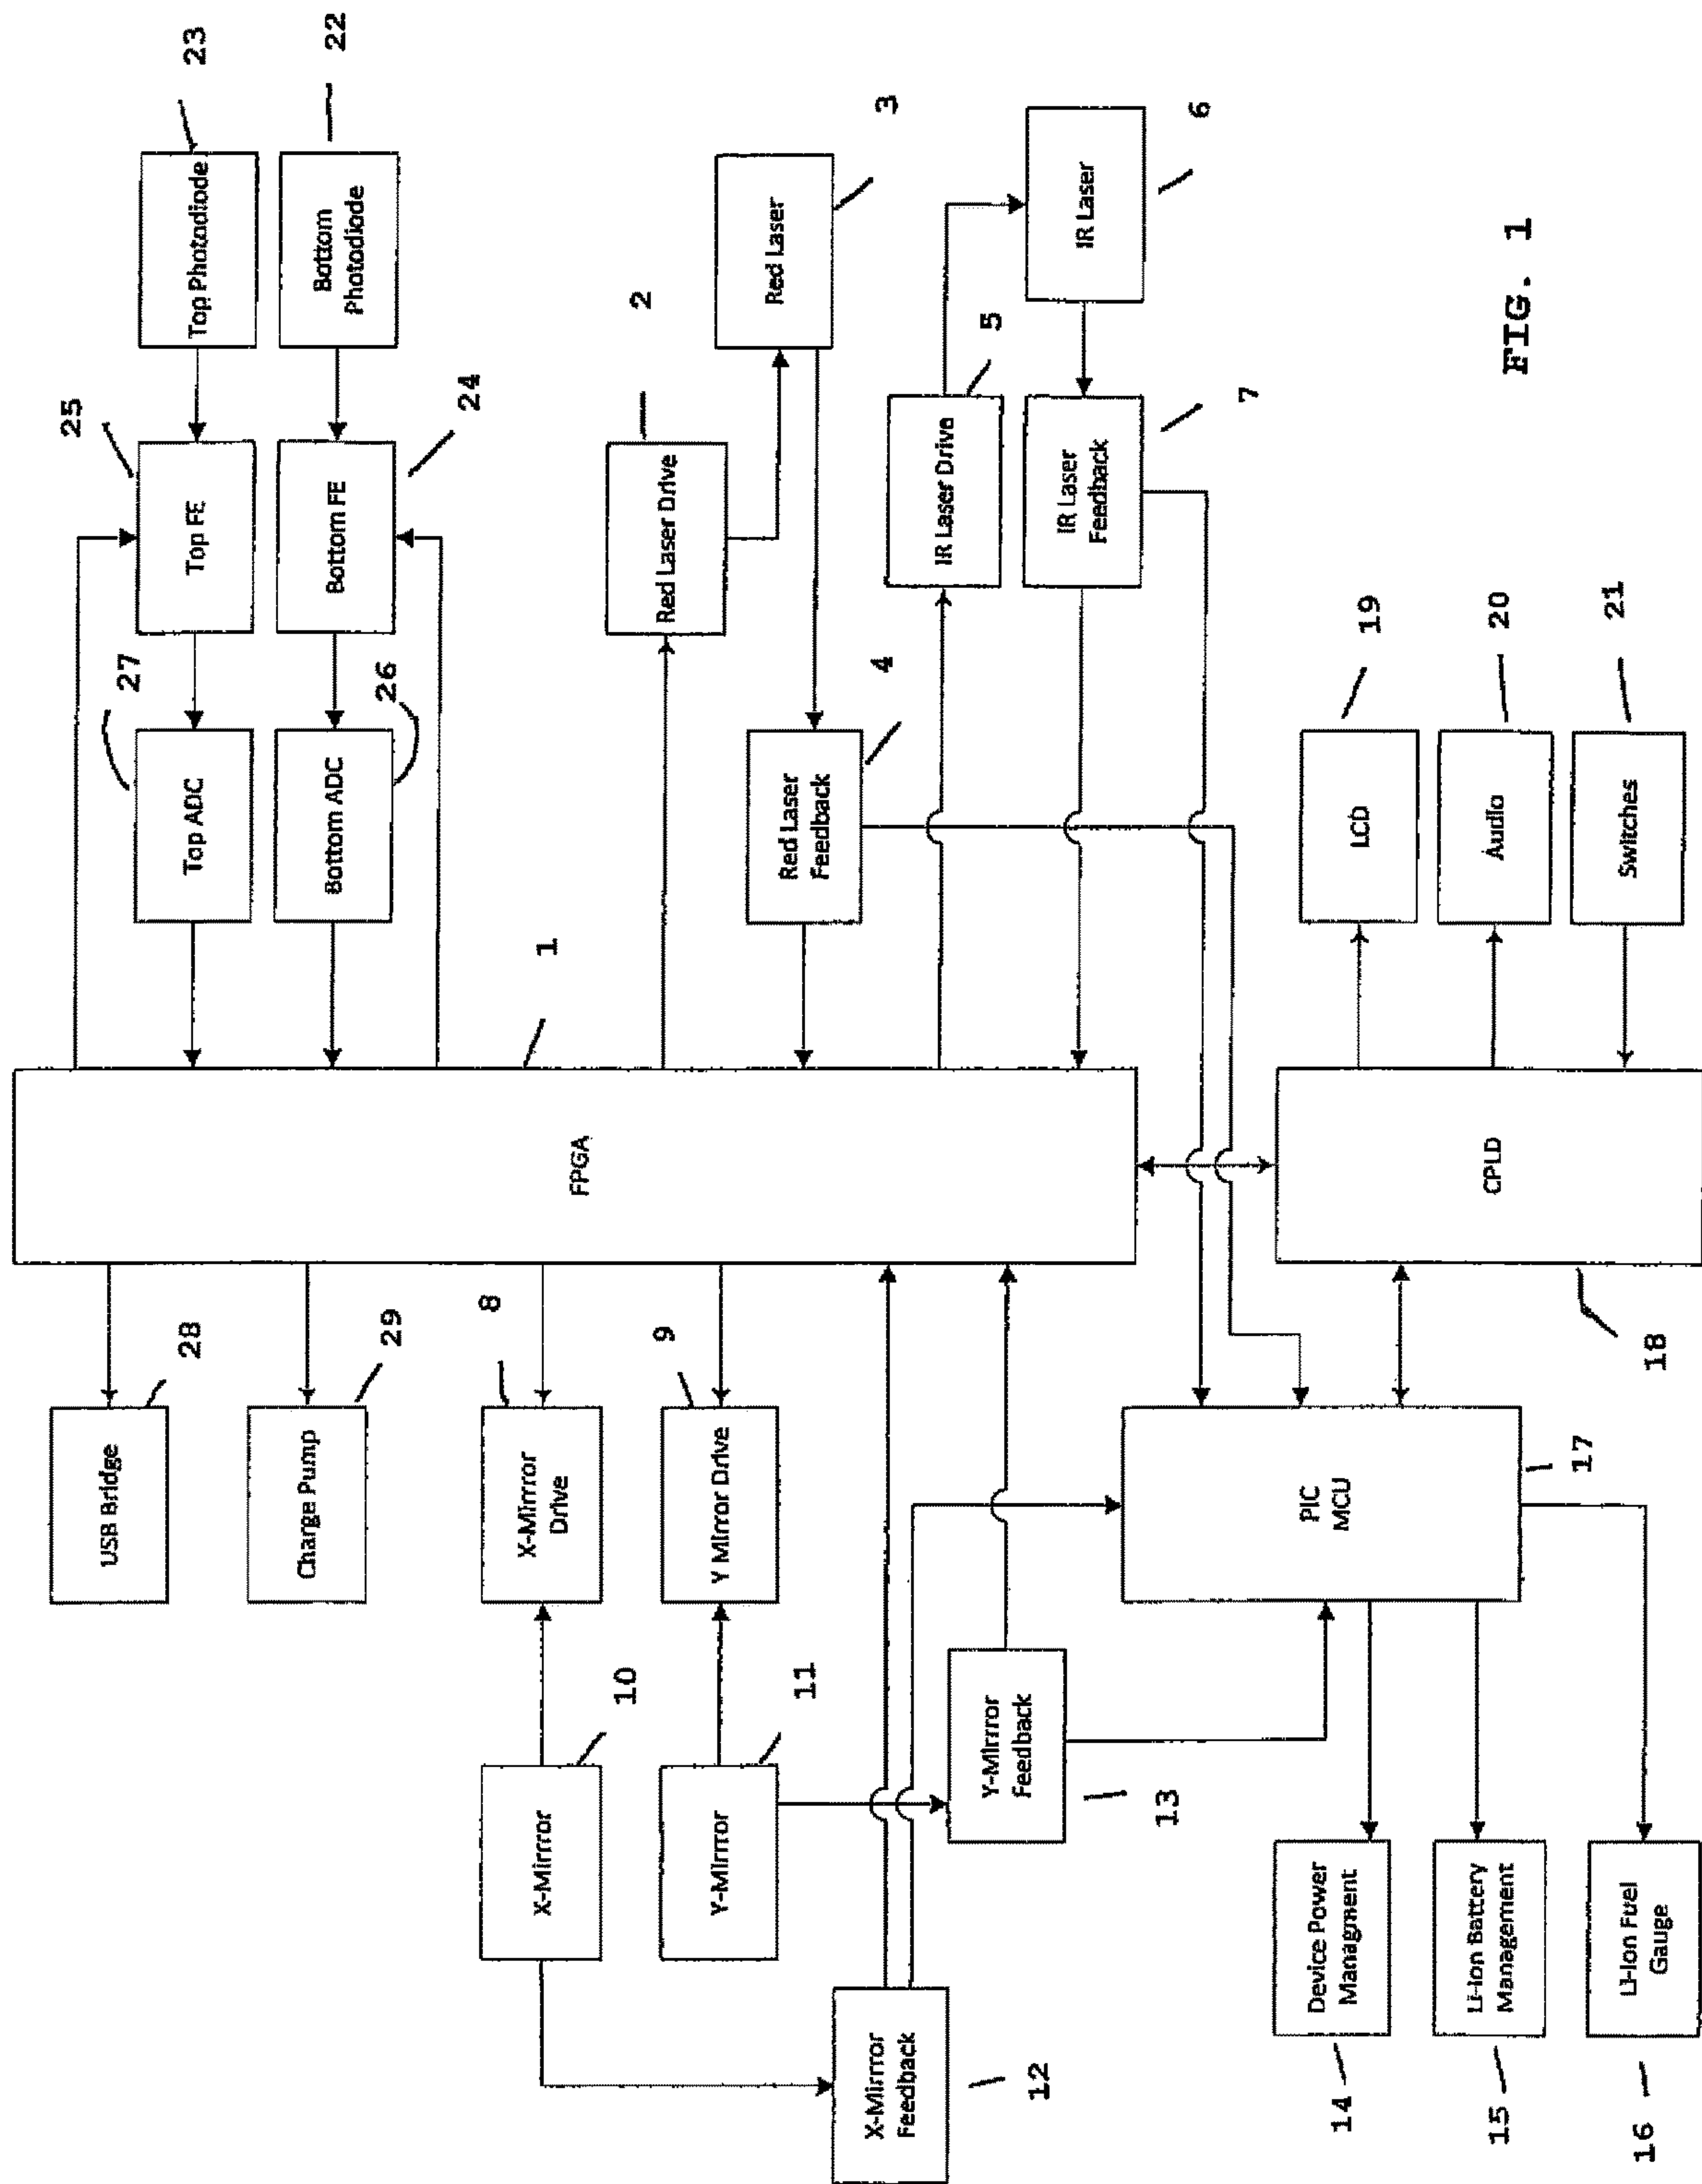 USB Bridge
28
FPGA
1
Top ADC
27
Top FE
25
Top Photodiode
23
Charge Pump
29
Bottom ADC
26
Bottom FE
24
Bottom
Photodiode
22
X-Mirror
10
X-Mirror
Drive
8
Y-Mirror
11
Y Mirror Drive
9
Red Laser Drive
2
Red Laser
3
Red Laser
Feedback
4
X-Mirror
Feedback
12
Y-Mirror
Feedback
13
IR Laser Drive
5
IR Laser
6
IR Laser
Feedback
7
PIC
MCU
17
CPLD
18
Device Power
Managment
14
Li-Ion Battery
Management
15
Li-Ion Fuel
Gauge
16
LCD
19
Audio
20
Switches
21
FIG. 1